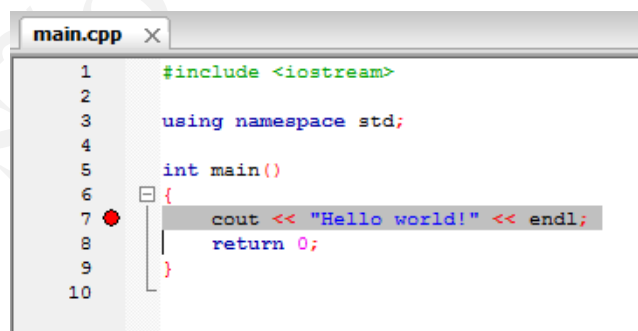 main.cpp
1 #include <iostream>
2
3 using namespace std;
4
5 int main()
6 {
7 cout << "Hello world!" << endl;
8 return 0;
9 }
10